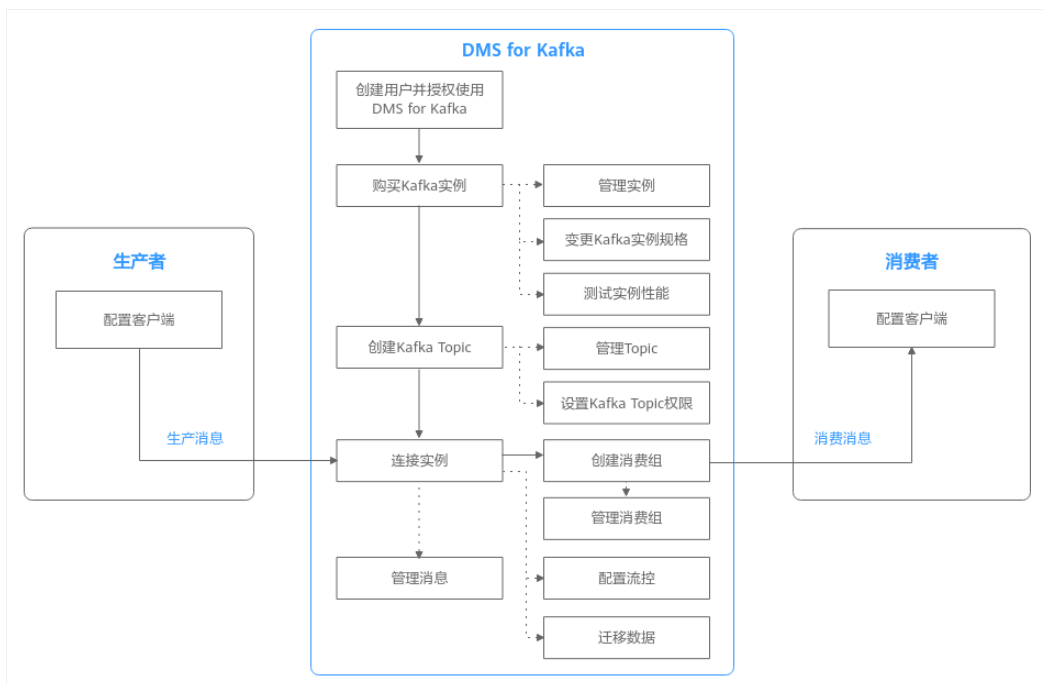 DMS for Kafka
创建用户并授权使用
DMS for Kafka
购买Kafka实例
管理实例
变更Kafka实例规格
测试实例性能
生产者
配置客户端
生产消息
消费者
配置客户端
消费消息
创建Kafka Topic
管理Topic
设置Kafka Topic权限
连接实例
创建消费组
管理消费组
管理消息
配置流控
迁移数据